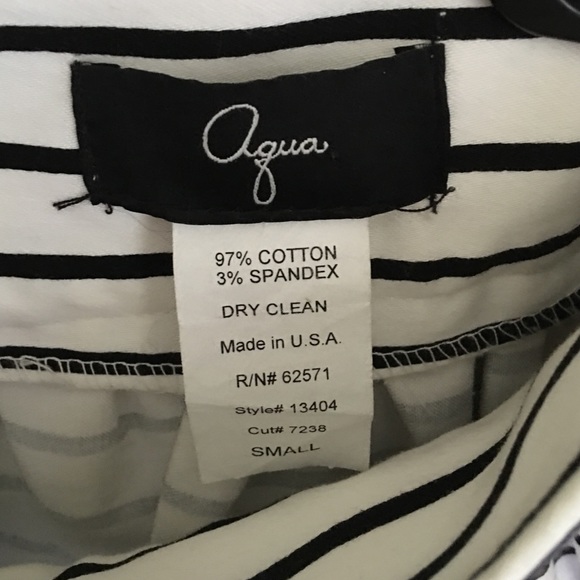 Aqua
97% COTTON
3% SPANDEX
DRY CLEAN
Made in U.S.A.
R/N# 62571
Style# 13404
Cut# 7238
SMALL